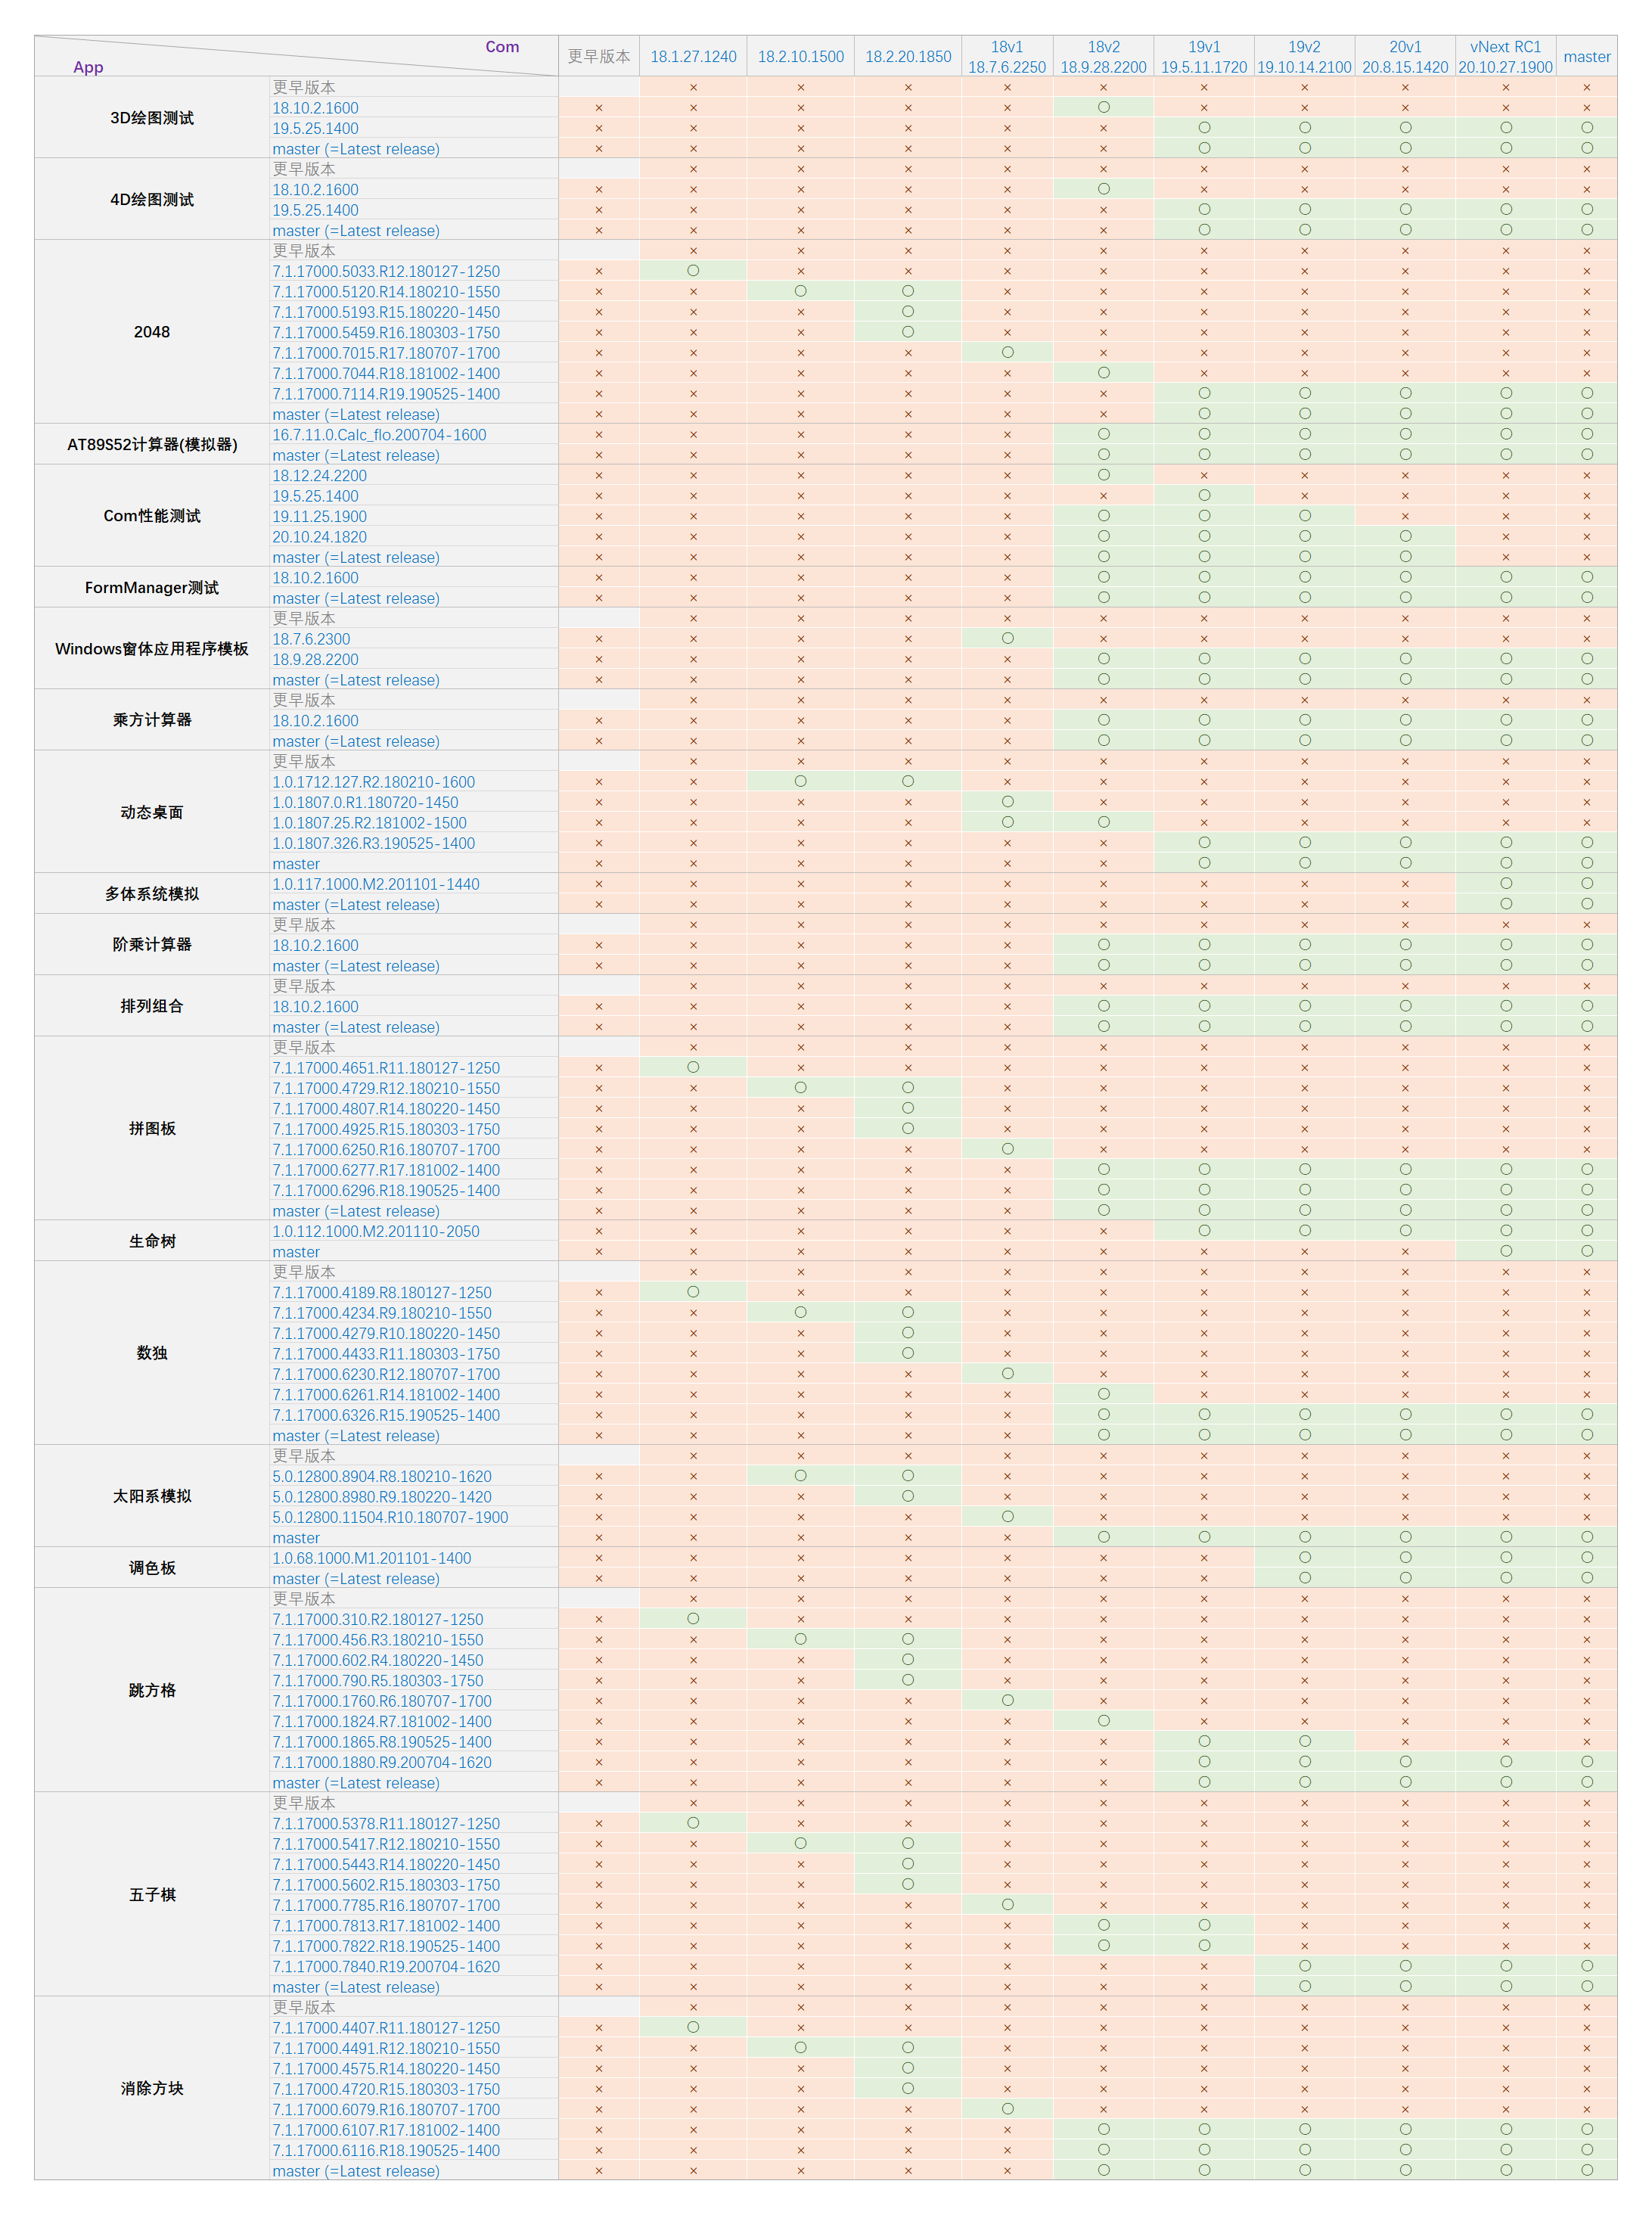 Com
App
更早版本 18.1.27.1240 18.2.10.1500 18.2.20.1850 18v1 18v2 19v1 19v2 20v1 vNext RC1 master
18.7.6.2250 18.9.28.2200 19.5.11.1720 19.10.14.2100 20.8.15.1420 20.10.27.1900
3D绘图测试
更早版本 × × × × × × × × × ×
18.10.2.1600 × × × × × ○ × × × × ×
19.5.25.1400 × × × × × × ○ ○ ○ ○ ○
master (=Latest release) × × × × × × ○ ○ ○ ○ ○
4D绘图测试
更早版本 × × × × × × × × × ×
18.10.2.1600 × × × × × ○ × × × × ×
19.5.25.1400 × × × × × × ○ ○ ○ ○ ○
master (=Latest release) × × × × × × ○ ○ ○ ○ ○
2048
更早版本 × × × × × × × × × ×
7.1.17000.5033.R12.180127-1250 × ○ × × × × × × × × ×
7.1.17000.5120.R14.180210-1550 × × ○ ○ × × × × × × ×
7.1.17000.5193.R15.180220-1450 × × × ○ × × × × × × ×
7.1.17000.5459.R16.180303-1750 × × × ○ × × × × × × ×
7.1.17000.7015.R17.180707-1700 × × × × ○ × × × × × ×
7.1.17000.7044.R18.181002-1400 × × × × × ○ × × × × ×
7.1.17000.7114.R19.190525-1400 × × × × × × ○ ○ ○ ○ ○
master (=Latest release) × × × × × × ○ ○ ○ ○ ○
AT89S52计算器(模拟器)
16.7.11.0.Calc_flo.200704-1600 × × × × × ○ ○ ○ ○ ○ ○
master (=Latest release) × × × × × ○ ○ ○ ○ ○ ○
Com性能测试
18.12.24.2200 × × × × × ○ × × × × ×
19.5.25.1400 × × × × × × ○ × × × ×
19.11.25.1900 × × × × × ○ ○ ○ × × ×
20.10.24.1820 × × × × × ○ ○ ○ ○ × ×
master (=Latest release) × × × × × ○ ○ ○ ○ × ×
FormManager测试
18.10.2.1600 × × × × × ○ ○ ○ ○ ○ ○
master (=Latest release) × × × × × ○ ○ ○ ○ ○ ○
Windows窗体应用程序模板
更早版本 × × × × × × × × × ×
18.7.6.2300 × × × × ○ × × × × × ×
18.9.28.2200 × × × × × ○ ○ ○ ○ ○ ○
master (=Latest release) × × × × × ○ ○ ○ ○ ○ ○
乘方计算器
更早版本 × × × × × × × × × ×
18.10.2.1600 × × × × × ○ ○ ○ ○ ○ ○
master (=Latest release) × × × × × ○ ○ ○ ○ ○ ○
动态桌面
更早版本 × × × × × × × × × ×
1.0.1712.127.R2.180210-1600 × × ○ ○ × × × × × × ×
1.0.1807.0.R1.180720-1450 × × × × ○ × × × × × ×
1.0.1807.25.R2.181002-1500 × × × × ○ ○ × × × × ×
1.0.1807.326.R3.190525-1400 × × × × × × ○ ○ ○ ○ ○
master × × × × × × ○ ○ ○ ○ ○
多体系统模拟
1.0.117.1000.M2.201101-1440 × × × × × × × × × ○ ○
master (=Latest release) × × × × × × × × × ○ ○
阶乘计算器
更早版本 × × × × × × × × × ×
18.10.2.1600 × × × × × ○ ○ ○ ○ ○ ○
master (=Latest release) × × × × × ○ ○ ○ ○ ○ ○
排列组合
更早版本 × × × × × × × × × ×
18.10.2.1600 × × × × × ○ ○ ○ ○ ○ ○
master (=Latest release) × × × × × ○ ○ ○ ○ ○ ○
拼图板
更早版本 × × × × × × × × × ×
7.1.17000.4651.R11.180127-1250 × ○ × × × × × × × × ×
7.1.17000.4729.R12.180210-1550 × × ○ ○ × × × × × × ×
7.1.17000.4807.R14.180220-1450 × × × ○ × × × × × × ×
7.1.17000.4925.R15.180303-1750 × × × ○ × × × × × × ×
7.1.17000.6250.R16.180707-1700 × × × × ○ × × × × × ×
7.1.17000.6277.R17.181002-1400 × × × × × ○ ○ ○ ○ ○ ○
7.1.17000.6296.R18.190525-1400 × × × × × ○ ○ ○ ○ ○ ○
master (=Latest release) × × × × × ○ ○ ○ ○ ○ ○
生命树
1.0.112.1000.M2.201110-2050 × × × × × × ○ ○ ○ ○ ○
master × × × × × × × × × ○ ○
数独
更早版本 × × × × × × × × × ×
7.1.17000.4189.R8.180127-1250 × ○ × × × × × × × × ×
7.1.17000.4234.R9.180210-1550 × × ○ ○ × × × × × × ×
7.1.17000.4279.R10.180220-1450 × × × ○ × × × × × × ×
7.1.17000.4433.R11.180303-1750 × × × ○ × × × × × × ×
7.1.17000.6230.R12.180707-1700 × × × × ○ × × × × × ×
7.1.17000.6261.R14.181002-1400 × × × × × ○ × × × × ×
7.1.17000.6326.R15.190525-1400 × × × × × ○ ○ ○ ○ ○ ○
master (=Latest release) × × × × × ○ ○ ○ ○ ○ ○
太阳系模拟
更早版本 × × × × × × × × × ×
5.0.12800.8904.R8.180210-1620 × × ○ ○ × × × × × × ×
5.0.12800.8980.R9.180220-1420 × × × ○ × × × × × × ×
5.0.12800.11504.R10.180707-1900 × × × × ○ × × × × × ×
master × × × × × ○ ○ ○ ○ ○ ○
调色板
1.0.68.1000.M1.201101-1400 × × × × × × × ○ ○ ○ ○
master (=Latest release) × × × × × × × ○ ○ ○ ○
跳方格
更早版本 × × × × × × × × × ×
7.1.17000.310.R2.180127-1250 × ○ × × × × × × × × ×
7.1.17000.456.R3.180210-1550 × × ○ ○ × × × × × × ×
7.1.17000.602.R4.180220-1450 × × × ○ × × × × × × ×
7.1.17000.790.R5.180303-1750 × × × ○ × × × × × × ×
7.1.17000.1760.R6.180707-1700 × × × × ○ × × × × × ×
7.1.17000.1824.R7.181002-1400 × × × × × ○ × × × × ×
7.1.17000.1865.R8.190525-1400 × × × × × × ○ ○ × × ×
7.1.17000.1880.R9.200704-1620 × × × × × × ○ ○ ○ ○ ○
master (=Latest release) × × × × × × ○ ○ ○ ○ ○
五子棋
更早版本 × × × × × × × × × ×
7.1.17000.5378.R11.180127-1250 × ○ × × × × × × × × ×
7.1.17000.5417.R12.180210-1550 × × ○ ○ × × × × × × ×
7.1.17000.5443.R14.180220-1450 × × × ○ × × × × × × ×
7.1.17000.5602.R15.180303-1750 × × × ○ × × × × × × ×
7.1.17000.7785.R16.180707-1700 × × × × ○ × × × × × ×
7.1.17000.7813.R17.181002-1400 × × × × × ○ ○ × × × ×
7.1.17000.7822.R18.190525-1400 × × × × × ○ ○ × × × ×
7.1.17000.7840.R19.200704-1620 × × × × × × × ○ ○ ○ ○
master (=Latest release) × × × × × × × ○ ○ ○ ○
消除方块
更早版本 × × × × × × × × × ×
7.1.17000.4407.R11.180127-1250 × ○ × × × × × × × × ×
7.1.17000.4491.R12.180210-1550 × × ○ ○ × × × × × × ×
7.1.17000.4575.R14.180220-1450 × × × ○ × × × × × × ×
7.1.17000.4720.R15.180303-1750 × × × ○ × × × × × × ×
7.1.17000.6079.R16.180707-1700 × × × × ○ × × × × × ×
7.1.17000.6107.R17.181002-1400 × × × × × ○ ○ ○ ○ ○ ○
7.1.17000.6116.R18.190525-1400 × × × × × ○ ○ ○ ○ ○ ○
master (=Latest release) × × × × × ○ ○ ○ ○ ○ ○